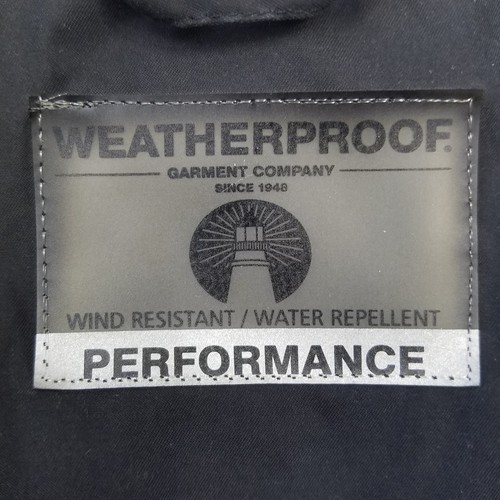 WEATHERPROOF®
GARMENT COMPANY
SINCE 1948
WIND RESISTANT / WATER REPELLENT
PERFORMANCE